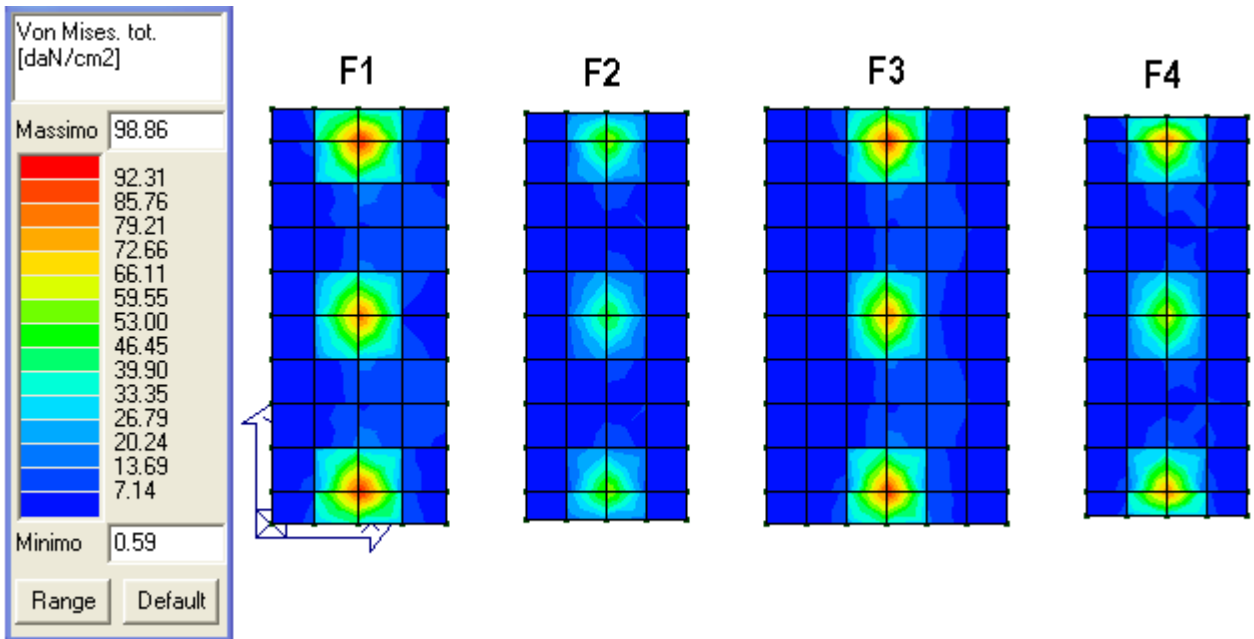 Von Mises. tot.
[daN/cm2]
Massimo 98.86
92.31
85.76
79.21
72.66
66.11
59.55
53.00
46.45
39.90
33.35
26.79
20.24
13.69
7.14
Minimo 0.59
Range Default
F1 F2 F3 F4